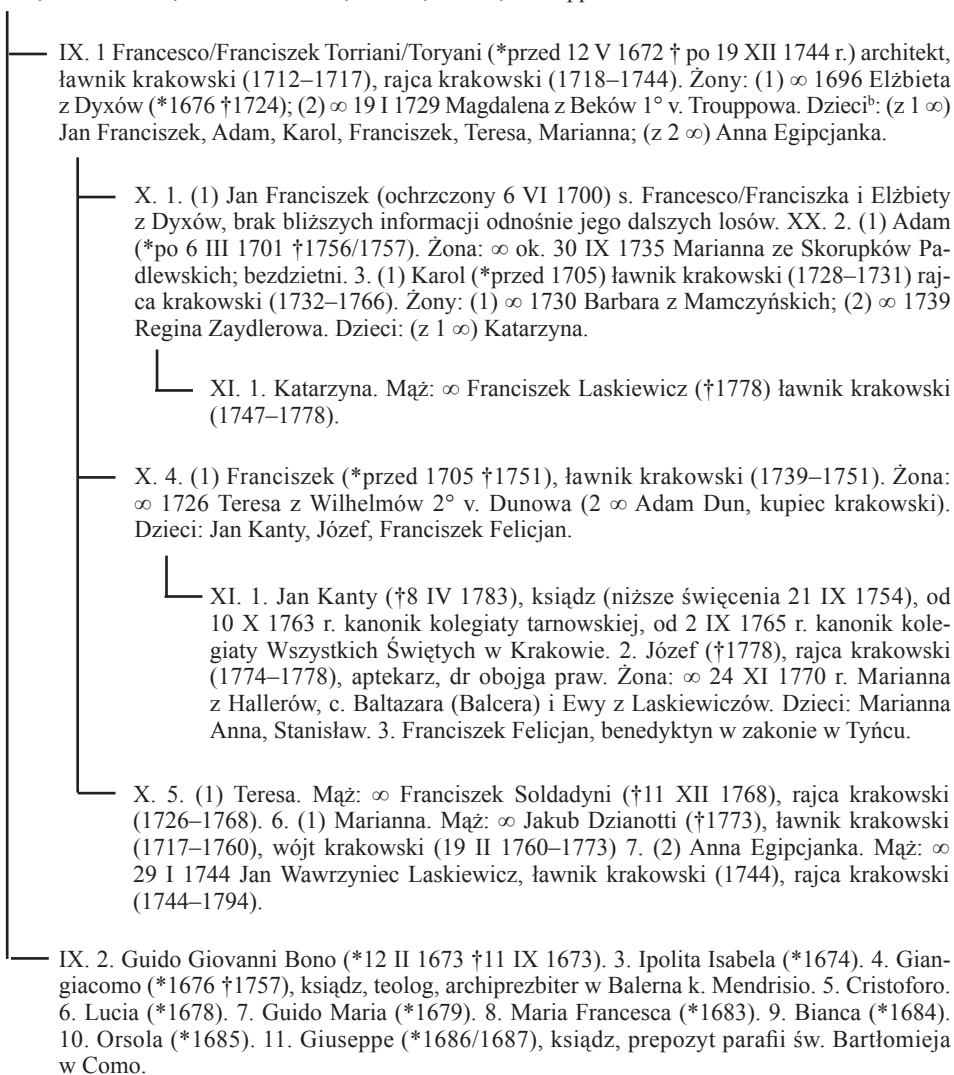 IX. 1 Francesco/Franciszek Torriani/Toryani (*przed 12 V 1672 † po 19 XII 1744 r.) architekt,
ławnik krakowski (1712–1717), rajca krakowski (1718–1744). Żony: (1) ∞ 1696 Elżbieta
z Dyxów (*1676 †1724); (2) ∞ 19 I 1729 Magdalena z Beków 1° v. Trouppowa. Dzieciᵇ: (z 1 ∞)
Jan Franciszek, Adam, Karol, Franciszek, Teresa, Marianna; (z 2 ∞) Anna Egipcjanka.
X. 1. (1) Jan Franciszek (ochrzczony 6 VI 1700) s. Francesco/Franciszka i Elżbiety
z Dyxów, brak bliższych informacji odnośnie jego dalszych losów. XX. 2. (1) Adam
(*po 6 III 1701 †1756/1757). Żona: ∞ ok. 30 IX 1735 Marianna ze Skorupków Pa-
dlewskich; bezdzietni. 3. (1) Karol (*przed 1705) ławnik krakowski (1728–1731) raj-
ca krakowski (1732–1766). Żony: (1) ∞ 1730 Barbara z Mamczyńskich; (2) ∞ 1739
Regina Zaydlerowa. Dzieci: (z 1 ∞) Katarzyna.
XI. 1. Katarzyna. Mąż: ∞ Franciszek Laskiewicz (†1778) ławnik krakowski
(1747–1778).
X. 4. (1) Franciszek (*przed 1705 †1751), ławnik krakowski (1739–1751). Żona:
∞ 1726 Teresa z Wilhelmów 2° v. Dunowa (2 ∞ Adam Dun, kupiec krakowski).
Dzieci: Jan Kanty, Józef, Franciszek Felicjan.
XI. 1. Jan Kanty (†8 IV 1783), ksiądz (niższe święcenia 21 IX 1754), od
10 X 1763 r. kanonik kolegiaty tarnowskiej, od 2 IX 1765 r. kanonik kole-
giaty Wszystkich Świętych w Krakowie. 2. Józef (†1778), rajca krakowski
(1774–1778), aptekarz, dr obojga praw. Żona: ∞ 24 XI 1770 r. Marianna
z Hallerów, c. Baltazara (Balcera) i Ewy z Laskiewiczów. Dzieci: Marianna
Anna, Stanisław. 3. Franciszek Felicjan, benedyktyn w zakonie w Tyńcu.
X. 5. (1) Teresa. Mąż: ∞ Franciszek Soldadyni (†11 XII 1768), rajca krakowski
(1726–1768). 6. (1) Marianna. Mąż: ∞ Jakub Dzianotti (†1773), ławnik krakowski
(1717–1760), wójt krakowski (19 II 1760–1773) 7. (2) Anna Egipcjanka. Mąż: ∞
29 I 1744 Jan Wawrzyniec Laskiewicz, ławnik krakowski (1744), rajca krakowski
(1744–1794).
IX. 2. Guido Giovanni Bono (*12 II 1673 †11 IX 1673). 3. Ipolita Isabela (*1674). 4. Gian-
giacomo (*1676 †1757), ksiądz, teolog, archiprezbiter w Balerna k. Mendrisio. 5. Cristoforo.
6. Lucia (*1678). 7. Guido Maria (*1679). 8. Maria Francesca (*1683). 9. Bianca (*1684).
10. Orsola (*1685). 11. Giuseppe (*1686/1687), ksiądz, prepozyt parafii św. Bartłomieja
w Como.